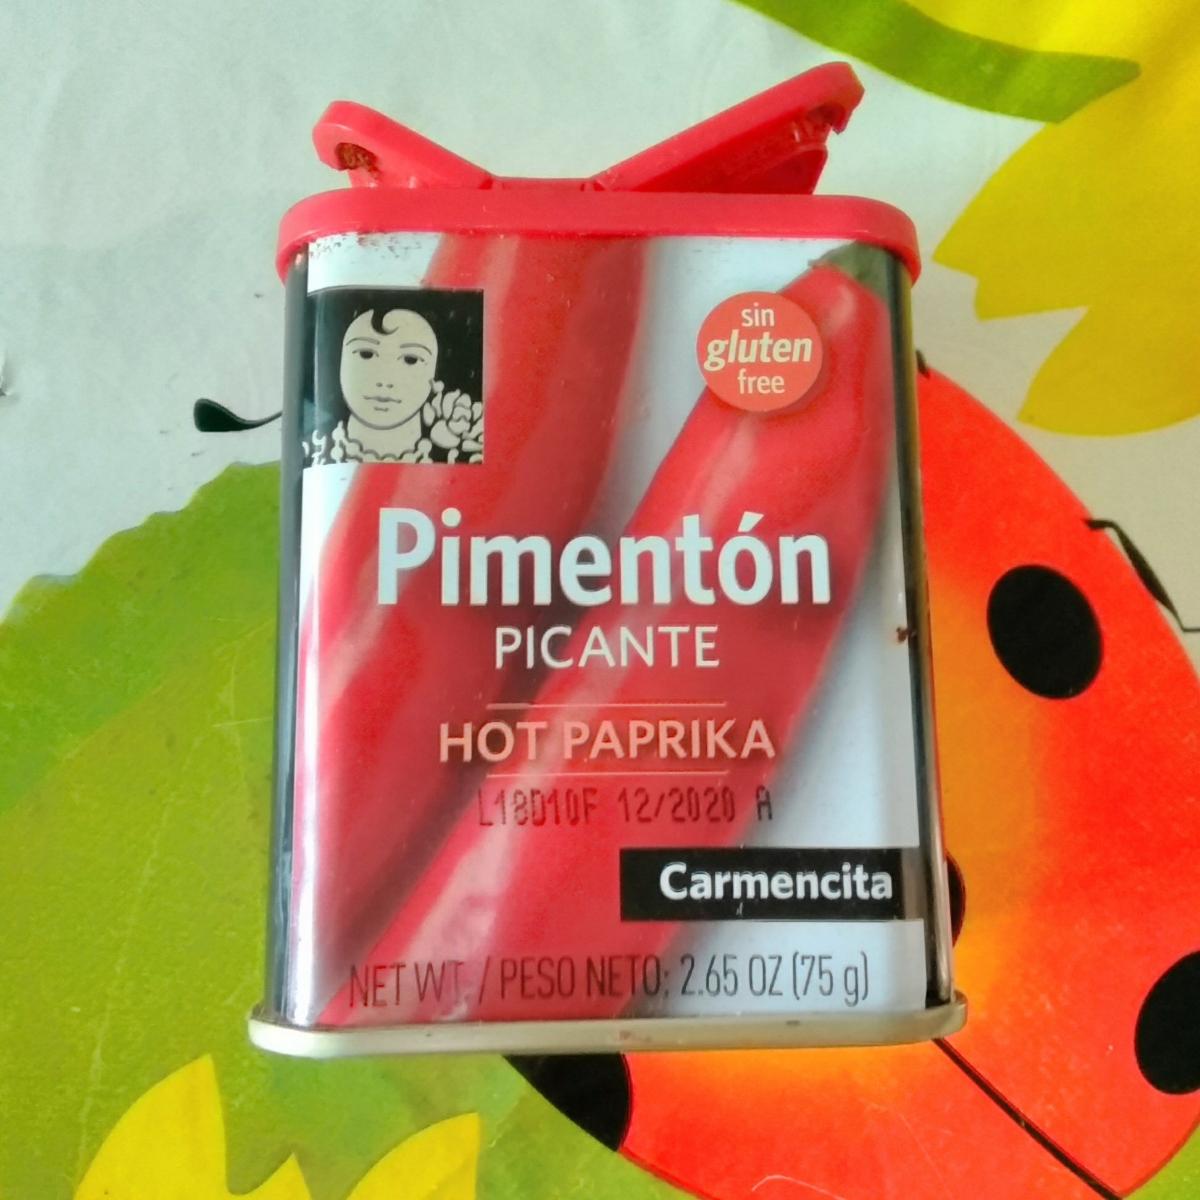 sin
gluten
free
Pimentón
PICANTE
HOT PAPRIKA
L18D10F 12/2020 A
Carmencita
NET WT. / PESO NETO: 2.65 OZ (75 g)